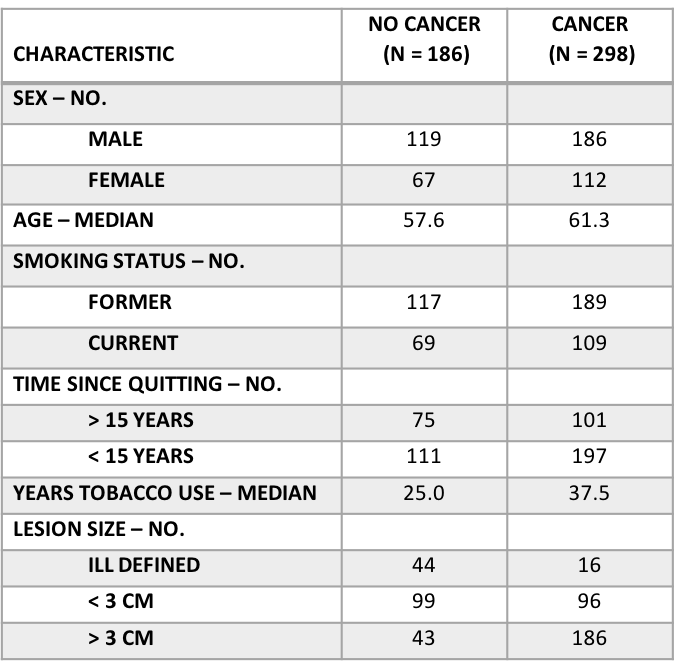 CHARACTERISTIC NO CANCER (N = 186) CANCER (N = 298)
SEX – NO.
MALE 119 186
FEMALE 67 112
AGE – MEDIAN 57.6 61.3
SMOKING STATUS – NO.
FORMER 117 189
CURRENT 69 109
TIME SINCE QUITTING – NO.
> 15 YEARS 75 101
< 15 YEARS 111 197
YEARS TOBACCO USE – MEDIAN 25.0 37.5
LESION SIZE – NO.
ILL DEFINED 44 16
< 3 CM 99 96
> 3 CM 43 186